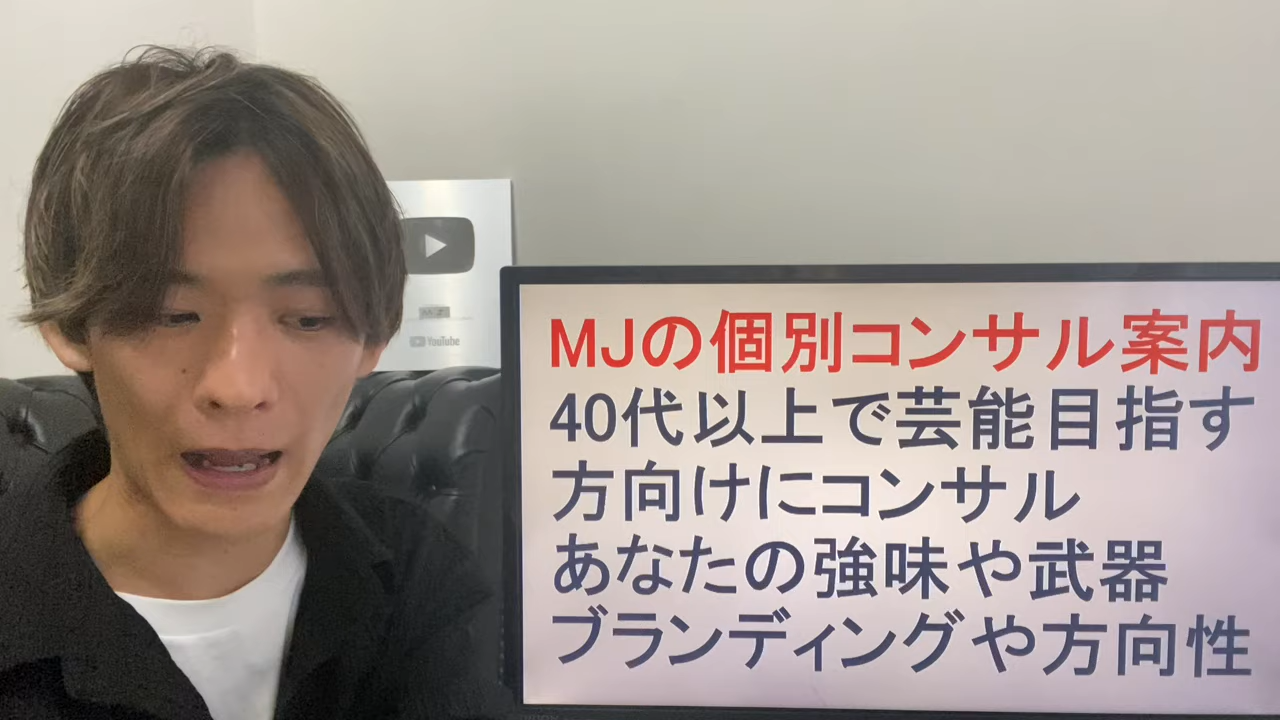 YouTube
MJの個別コンサル案内
40代以上で芸能目指す
方向けにコンサル
あなたの強味や武器
ブランディングや方向性